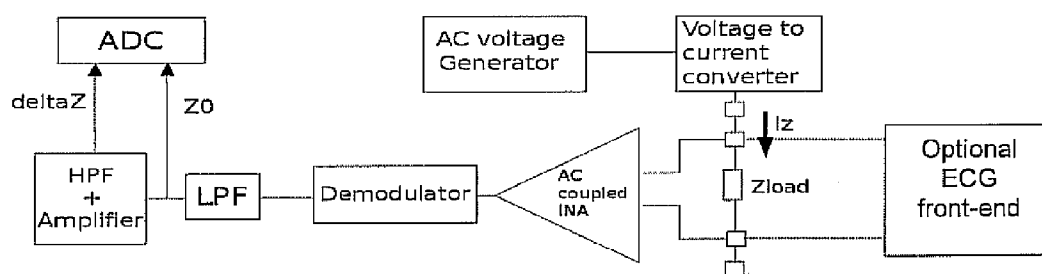 ADC
AC voltage
Generator
Voltage to
current
converter
deltaZ
Z0
Iz
HPF
+
Amplifier
LPF
Demodulator
AC
coupled
INA
Zload
Optional
ECG
front-end